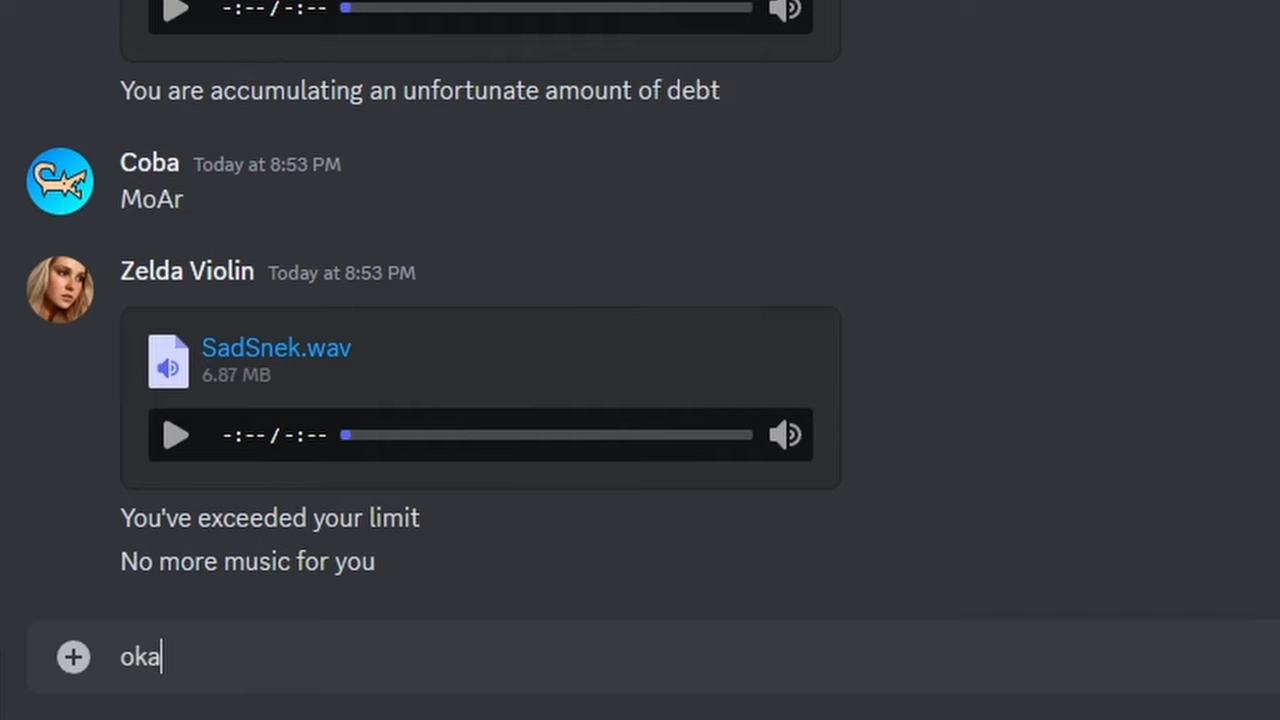 -:-- / -:--
You are accumulating an unfortunate amount of debt
Coba Today at 8:53 PM
MoAr
Zelda Violin Today at 8:53 PM
SadSnek.wav
6.87 MB
-:-- / -:--
You've exceeded your limit
No more music for you
oka